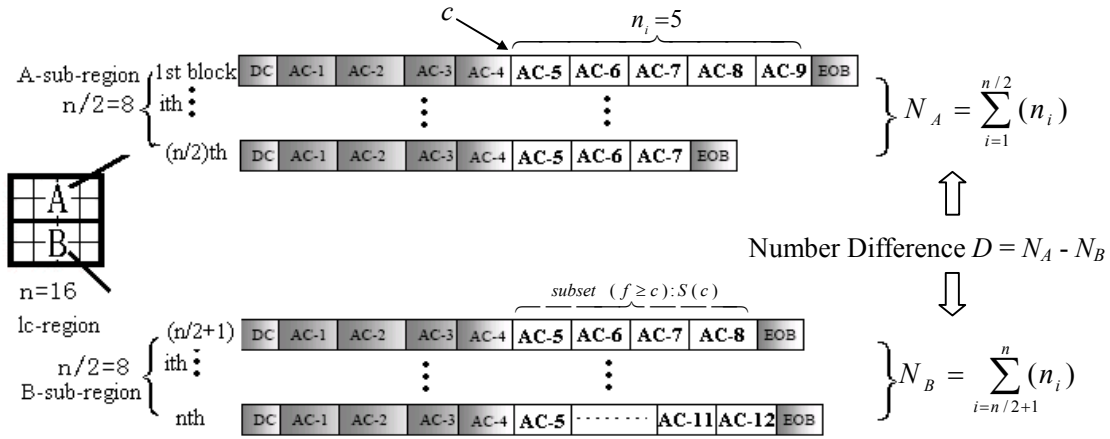 c
n_i =5
A-sub-region
n/2=8
1st block DC AC-1 AC-2 AC-3 AC-4 AC-5 AC-6 AC-7 AC-8 AC-9 EOB
ith
(n/2)th DC AC-1 AC-2 AC-3 AC-4 AC-5 AC-6 AC-7 EOB
N_A = \sum_{i=1}^{n/2} (n_i)
A
B
n=16
lc-region
Number Difference D = N_A - N_B
subset (f ≥ c): S(c)
(n/2+1) DC AC-1 AC-2 AC-3 AC-4 AC-5 AC-6 AC-7 AC-8 EOB
n/2=8
B-sub-region
ith
nth DC AC-1 AC-2 AC-3 AC-4 AC-5 ......... AC-11 AC-12 EOB
N_B = \sum_{i=n/2+1}^{n} (n_i)